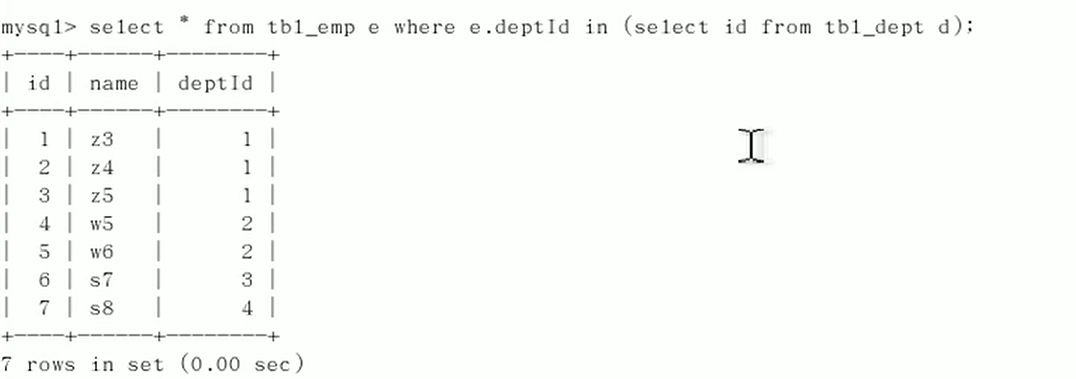 mysql> select * from tbl_emp e where e.deptId in (select id from tbl_dept d);
+----+------+--------+
| id | name | deptId |
+----+------+--------+
| 1 | z3 | 1 |
| 2 | z4 | 1 |
| 3 | z5 | 1 |
| 4 | w5 | 2 |
| 5 | w6 | 2 |
| 6 | s7 | 3 |
| 7 | s8 | 4 |
+----+------+--------+
7 rows in set (0.00 sec)